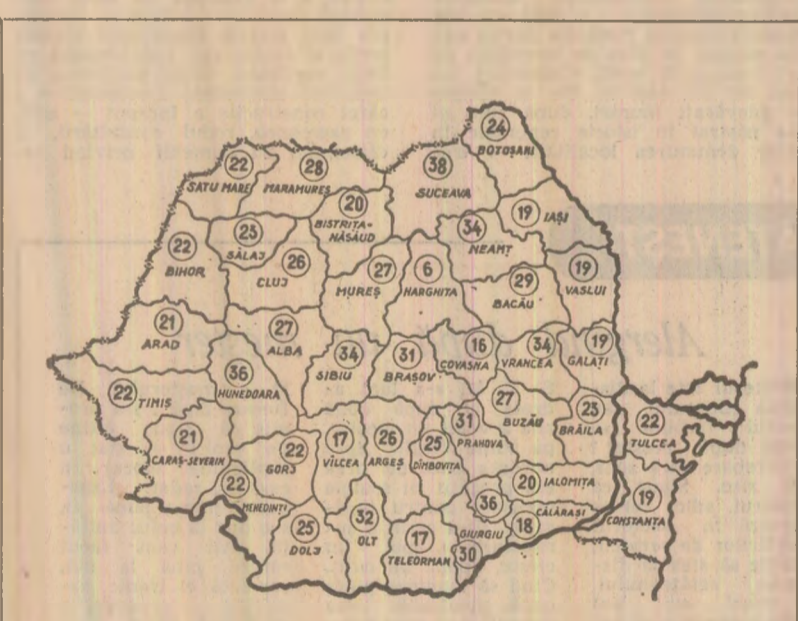 24
BOTOȘANI
22
SATU MARE
28
MARAMUREȘ
38
SUCEAVA
20
BISTRIȚA-
NĂSĂUD
19 IAȘI
34
NEAMȚ
22
BIHOR
23
SĂLAJ
26
CLUJ
27
MUREȘ
6
HARGHITA
29
BACĂU
19
VASLUI
21
ARAD
27
ALBA
36
HUNEDOARA
34
SIBIU
31
BRAȘOV
16
COVASNA
34
VRANCEA
19
GALAȚI
22 TIMIȘ
21
CARAȘ-SEVERIN
22
GORJ
17
VÎLCEA
26
ARGEȘ
25
DÎMBOVIȚA
31
PRAHOVA
27
BUZĂU
23
BRĂILA
22
TULCEA
22
MEHEDINȚI
25
DOLJ
32
OLT
17
TELEORMAN
36
GIURGIU
30
20 IALOMIȚA
CĂLĂRAȘI
18
19
CONSTANȚA